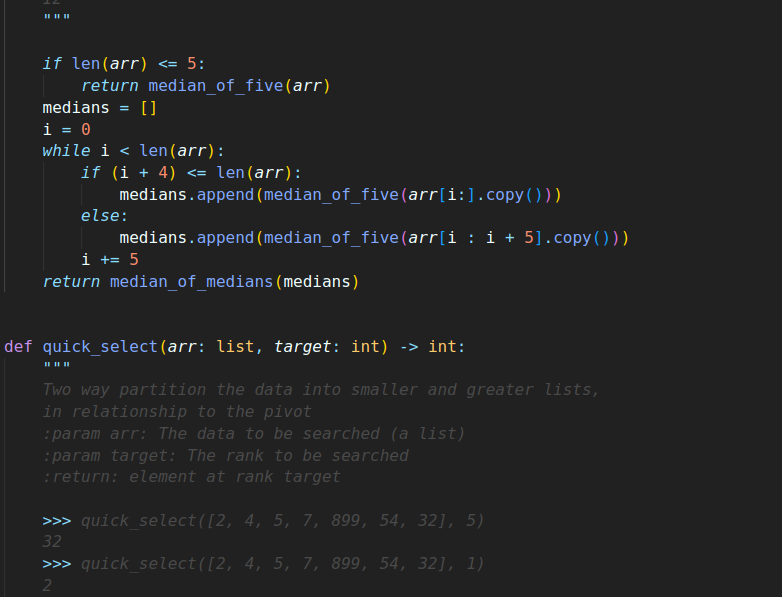 12
"""
if len(arr) <= 5:
return median_of_five(arr)
medians = []
i = 0
while i < len(arr):
if (i + 4) <= len(arr):
medians.append(median_of_five(arr[i:].copy()))
else:
medians.append(median_of_five(arr[i : i + 5].copy()))
i += 5
return median_of_medians(medians)
def quick_select(arr: list, target: int) -> int:
"""
Two way partition the data into smaller and greater lists,
in relationship to the pivot
:param arr: The data to be searched (a list)
:param target: The rank to be searched
:return: element at rank target
>>> quick_select([2, 4, 5, 7, 899, 54, 32], 5)
32
>>> quick_select([2, 4, 5, 7, 899, 54, 32], 1)
2